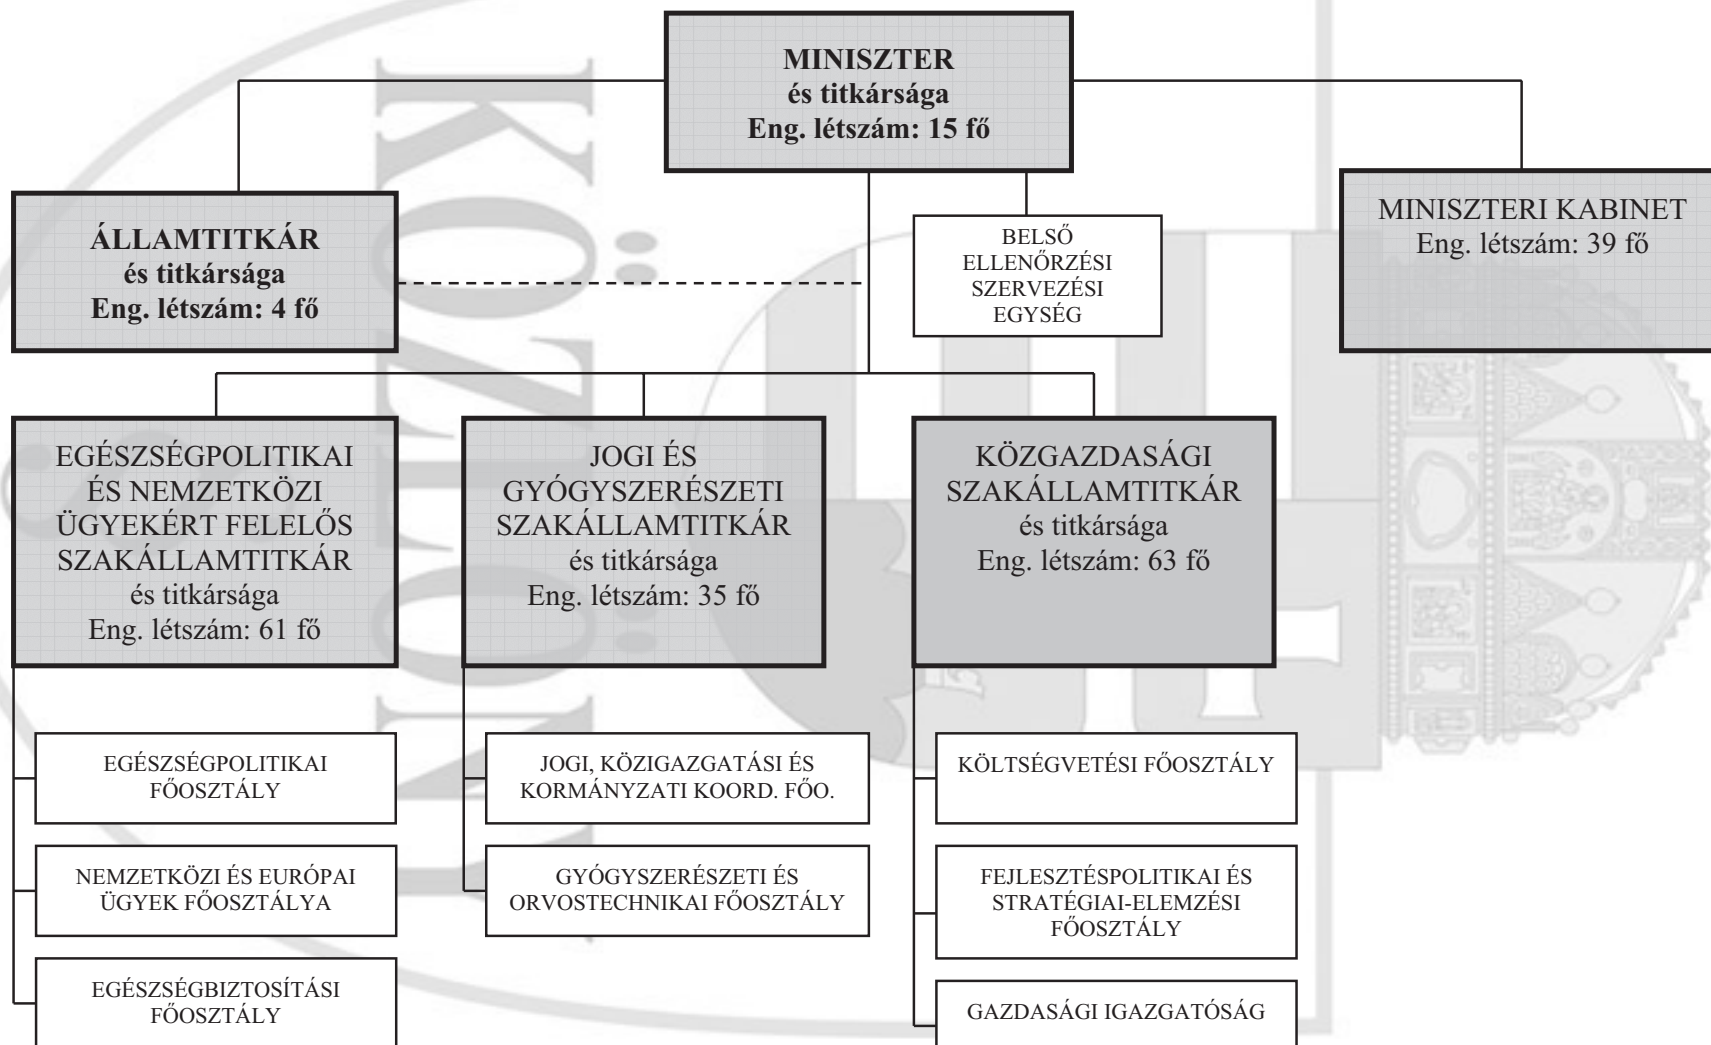 MINISZTER
és titkársága
Eng. létszám: 15 fő
ÁLLAMTITKÁR
és titkársága
Eng. létszám: 4 fő
BELSŐ
ELLENŐRZÉSI
SZERVEZÉSI
EGYSÉG
MINISZTERI KABINET
Eng. létszám: 39 fő
EGÉSZSÉGPOLITIKAI
ÉS NEMZETKÖZI
ÜGYEKÉRT FELELŐS
SZAKÁLLAMTITKÁR
és titkársága
Eng. létszám: 61 fő
JOGI ÉS
GYÓGYSZERÉSZETI
SZAKÁLLAMTITKÁR
és titkársága
Eng. létszám: 35 fő
KÖZGAZDASÁGI
SZAKÁLLAMTITKÁR
és titkársága
Eng. létszám: 63 fő
EGÉSZSÉGPOLITIKAI
FŐOSZTÁLY
NEMZETKÖZI ÉS EURÓPAI
ÜGYEK FŐOSZTÁLYA
EGÉSZSÉGBIZTOSÍTÁSI
FŐOSZTÁLY
JOGI, KÖZIGAZGATÁSI ÉS
KORMÁNYZATI KOORD. FŐO.
GYÓGYSZERÉSZETI ÉS
ORVOSTECHNIKAI FŐOSZTÁLY
KÖLTSÉGVETÉSI FŐOSZTÁLY
FEJLESZTÉSPOLITIKAI ÉS
STRATÉGIAI-ELEMZÉSI
FŐOSZTÁLY
GAZDASÁGI IGAZGATÓSÁG
KÖZLÖNY